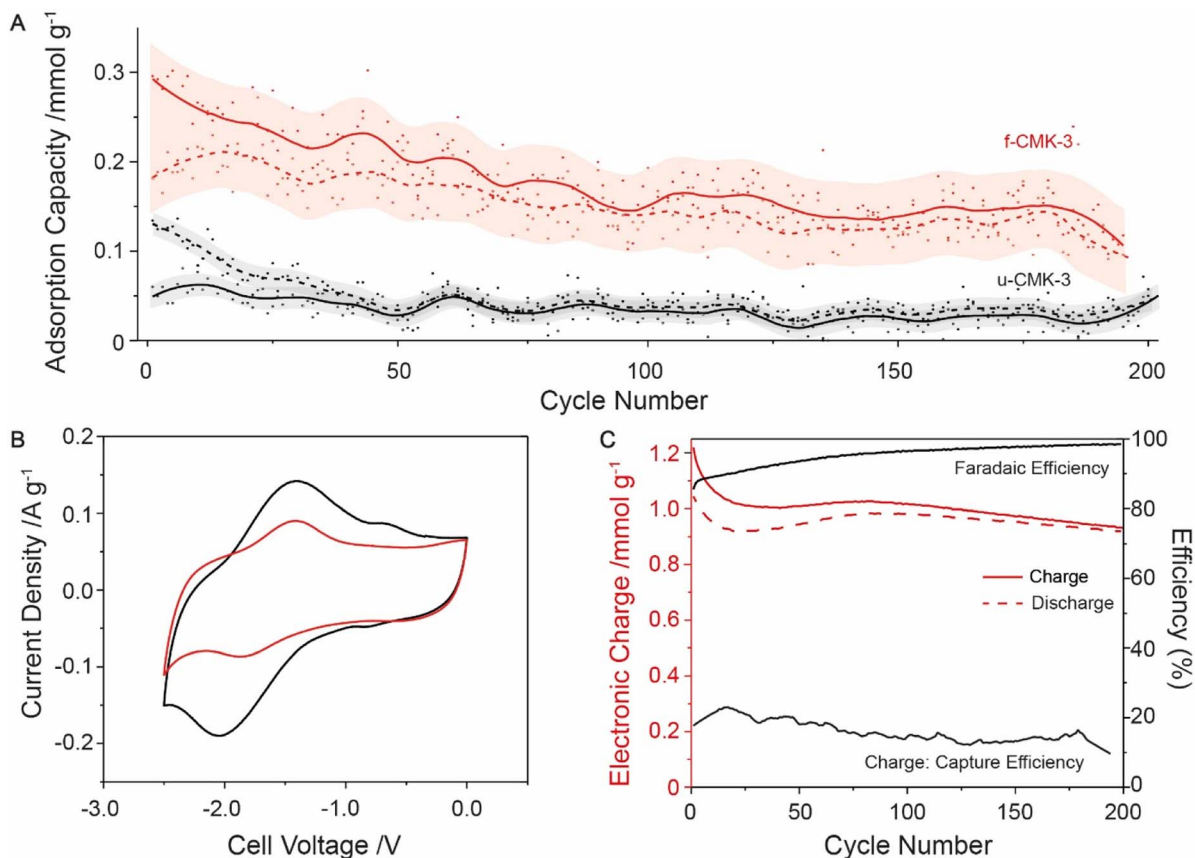 A
Adsorption Capacity /mmol g⁻¹
0.3
0.2
0.1
0
f-CMK-3
u-CMK-3
0
50
100
150
200
Cycle Number
B
Current Density /A g⁻¹
0.2
0.1
0.0
-0.1
-0.2
-3.0
-2.0
-1.0
0.0
Cell Voltage /V
C
Electronic Charge /mmol g⁻¹
1.2
1.0
0.8
0.6
0.4
0.2
0
Faradaic Efficiency
Charge
Discharge
Charge: Capture Efficiency
100
80
60
40
20
0
Efficiency (%)
0
50
100
150
200
Cycle Number